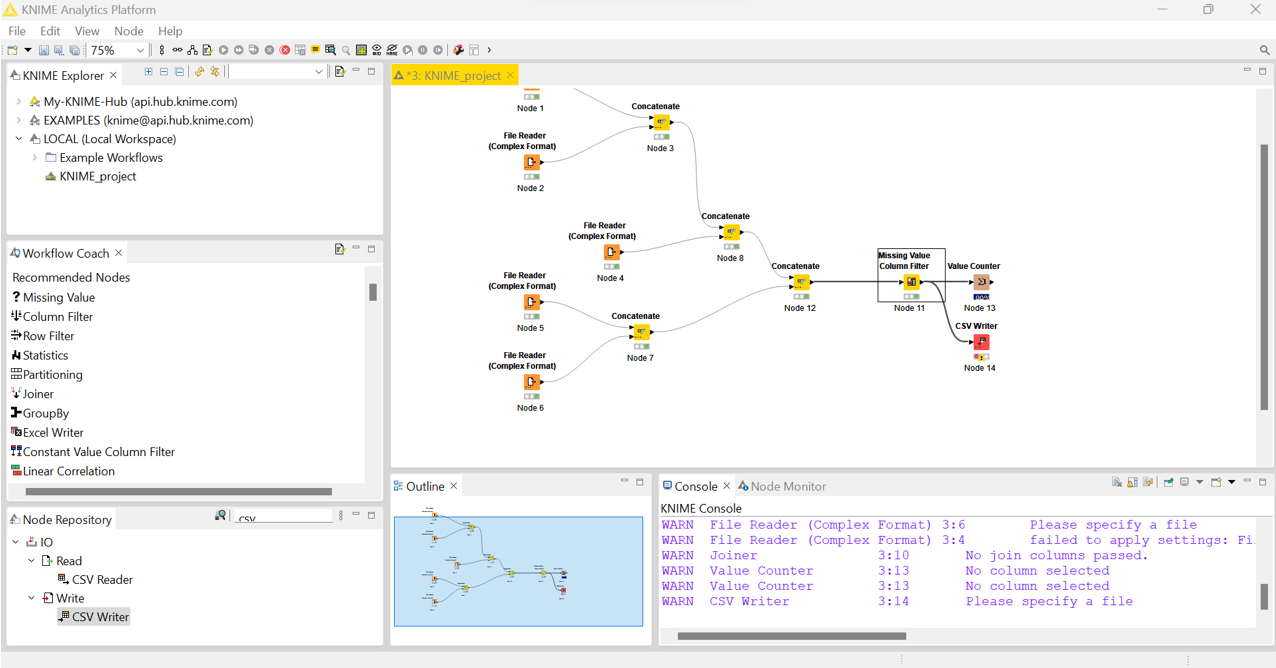 KNIME Analytics Platform
File Edit View Node Help
75%
KNIME Explorer
My-KNIME-Hub (api.hub.knime.com)
EXAMPLES (knime@api.hub.knime.com)
LOCAL (Local Workspace)
Example Workflows
KNIME_project
Workflow Coach
Recommended Nodes
? Missing Value
Column Filter
Row Filter
Statistics
Partitioning
Joiner
GroupBy
Excel Writer
Constant Value Column Filter
Linear Correlation
Node Repository
csv
IO
Read
CSV Reader
Write
CSV Writer
*3: KNIME_project
Node 1
Concatenate
Node 3
File Reader
(Complex Format)
Node 2
Concatenate
Node 8
File Reader
(Complex Format)
Node 4
Concatenate
Node 12
Missing Value
Column Filter
Node 11
Value Counter
100%
Node 13
File Reader
(Complex Format)
Node 5
Concatenate
Node 7
CSV Writer
Node 14
File Reader
(Complex Format)
Node 6
Outline
Console Node Monitor
KNIME Console
WARN File Reader (Complex Format) 3:6 Please specify a file
WARN File Reader (Complex Format) 3:4 failed to apply settings: Fi
WARN Joiner 3:10 No join columns passed.
WARN Value Counter 3:13 No column selected
WARN Value Counter 3:13 No column selected
WARN CSV Writer 3:14 Please specify a file